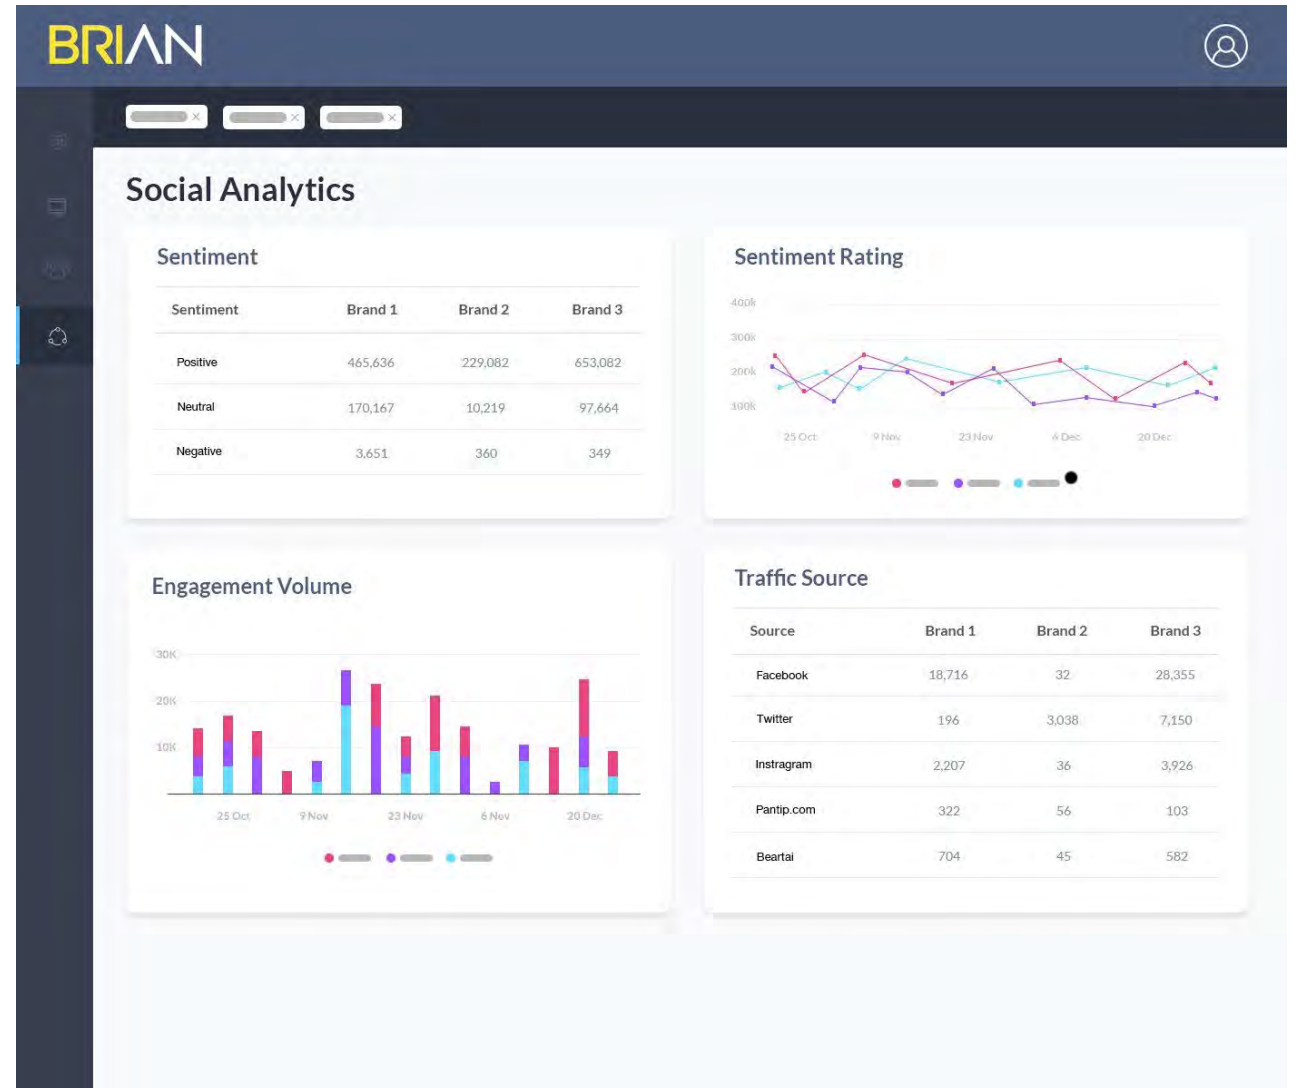 BRIAN
Social Analytics
Sentiment
Sentiment Brand 1 Brand 2 Brand 3
Positive 465,636 229,082 653,082
Neutral 170,167 10,219 97,664
Negative 3,651 360 349
Sentiment Rating
400k
300k
200k
100k
25 Oct 9 Nov 23 Nov 6 Dec 20 Dec
Engagement Volume
30K
20K
10K
25 Oct 9 Nov 23 Nov 6 Nov 20 Dec
Traffic Source
Source Brand 1 Brand 2 Brand 3
Facebook 18,716 32 28,355
Twitter 196 3,038 7,150
Instragram 2,207 36 3,926
Pantip.com 322 56 103
Beartai 704 45 582